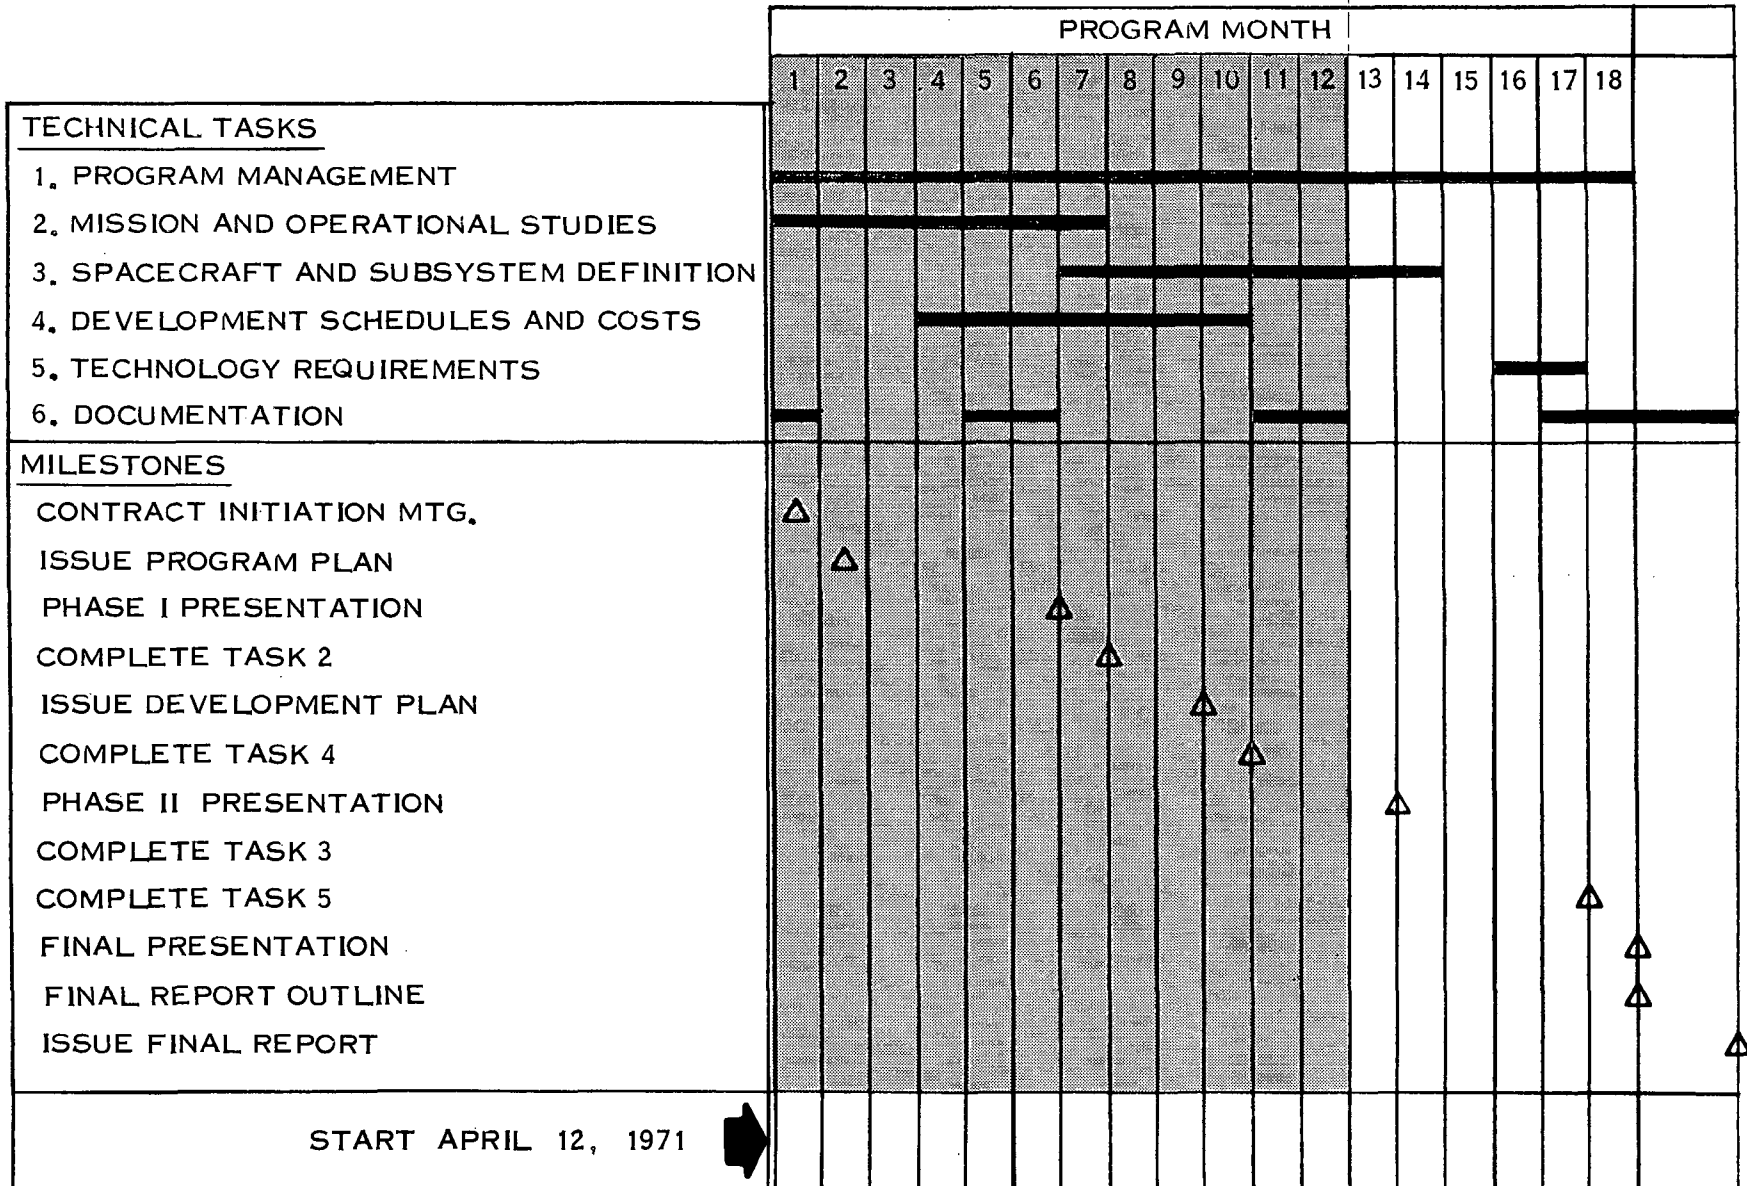 PROGRAM MONTH
1 2 3 4 5 6 7 8 9 10 11 12 13 14 15 16 17 18
TECHNICAL TASKS
1. PROGRAM MANAGEMENT
2. MISSION AND OPERATIONAL STUDIES
3. SPACECRAFT AND SUBSYSTEM DEFINITION
4. DEVELOPMENT SCHEDULES AND COSTS
5. TECHNOLOGY REQUIREMENTS
6. DOCUMENTATION
MILESTONES
CONTRACT INITIATION MTG.
ISSUE PROGRAM PLAN
PHASE I PRESENTATION
COMPLETE TASK 2
ISSUE DEVELOPMENT PLAN
COMPLETE TASK 4
PHASE II PRESENTATION
COMPLETE TASK 3
COMPLETE TASK 5
FINAL PRESENTATION
FINAL REPORT OUTLINE
ISSUE FINAL REPORT
START APRIL 12, 1971